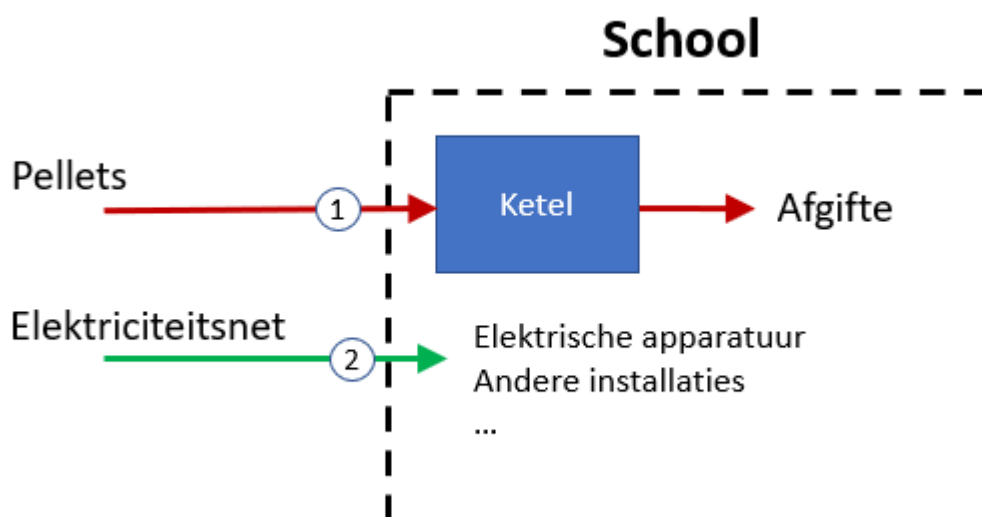 School
Pellets
1
Ketel
Afgifte
Elektriciteitsnet
2
Elektrische apparatuur
Andere installaties
...